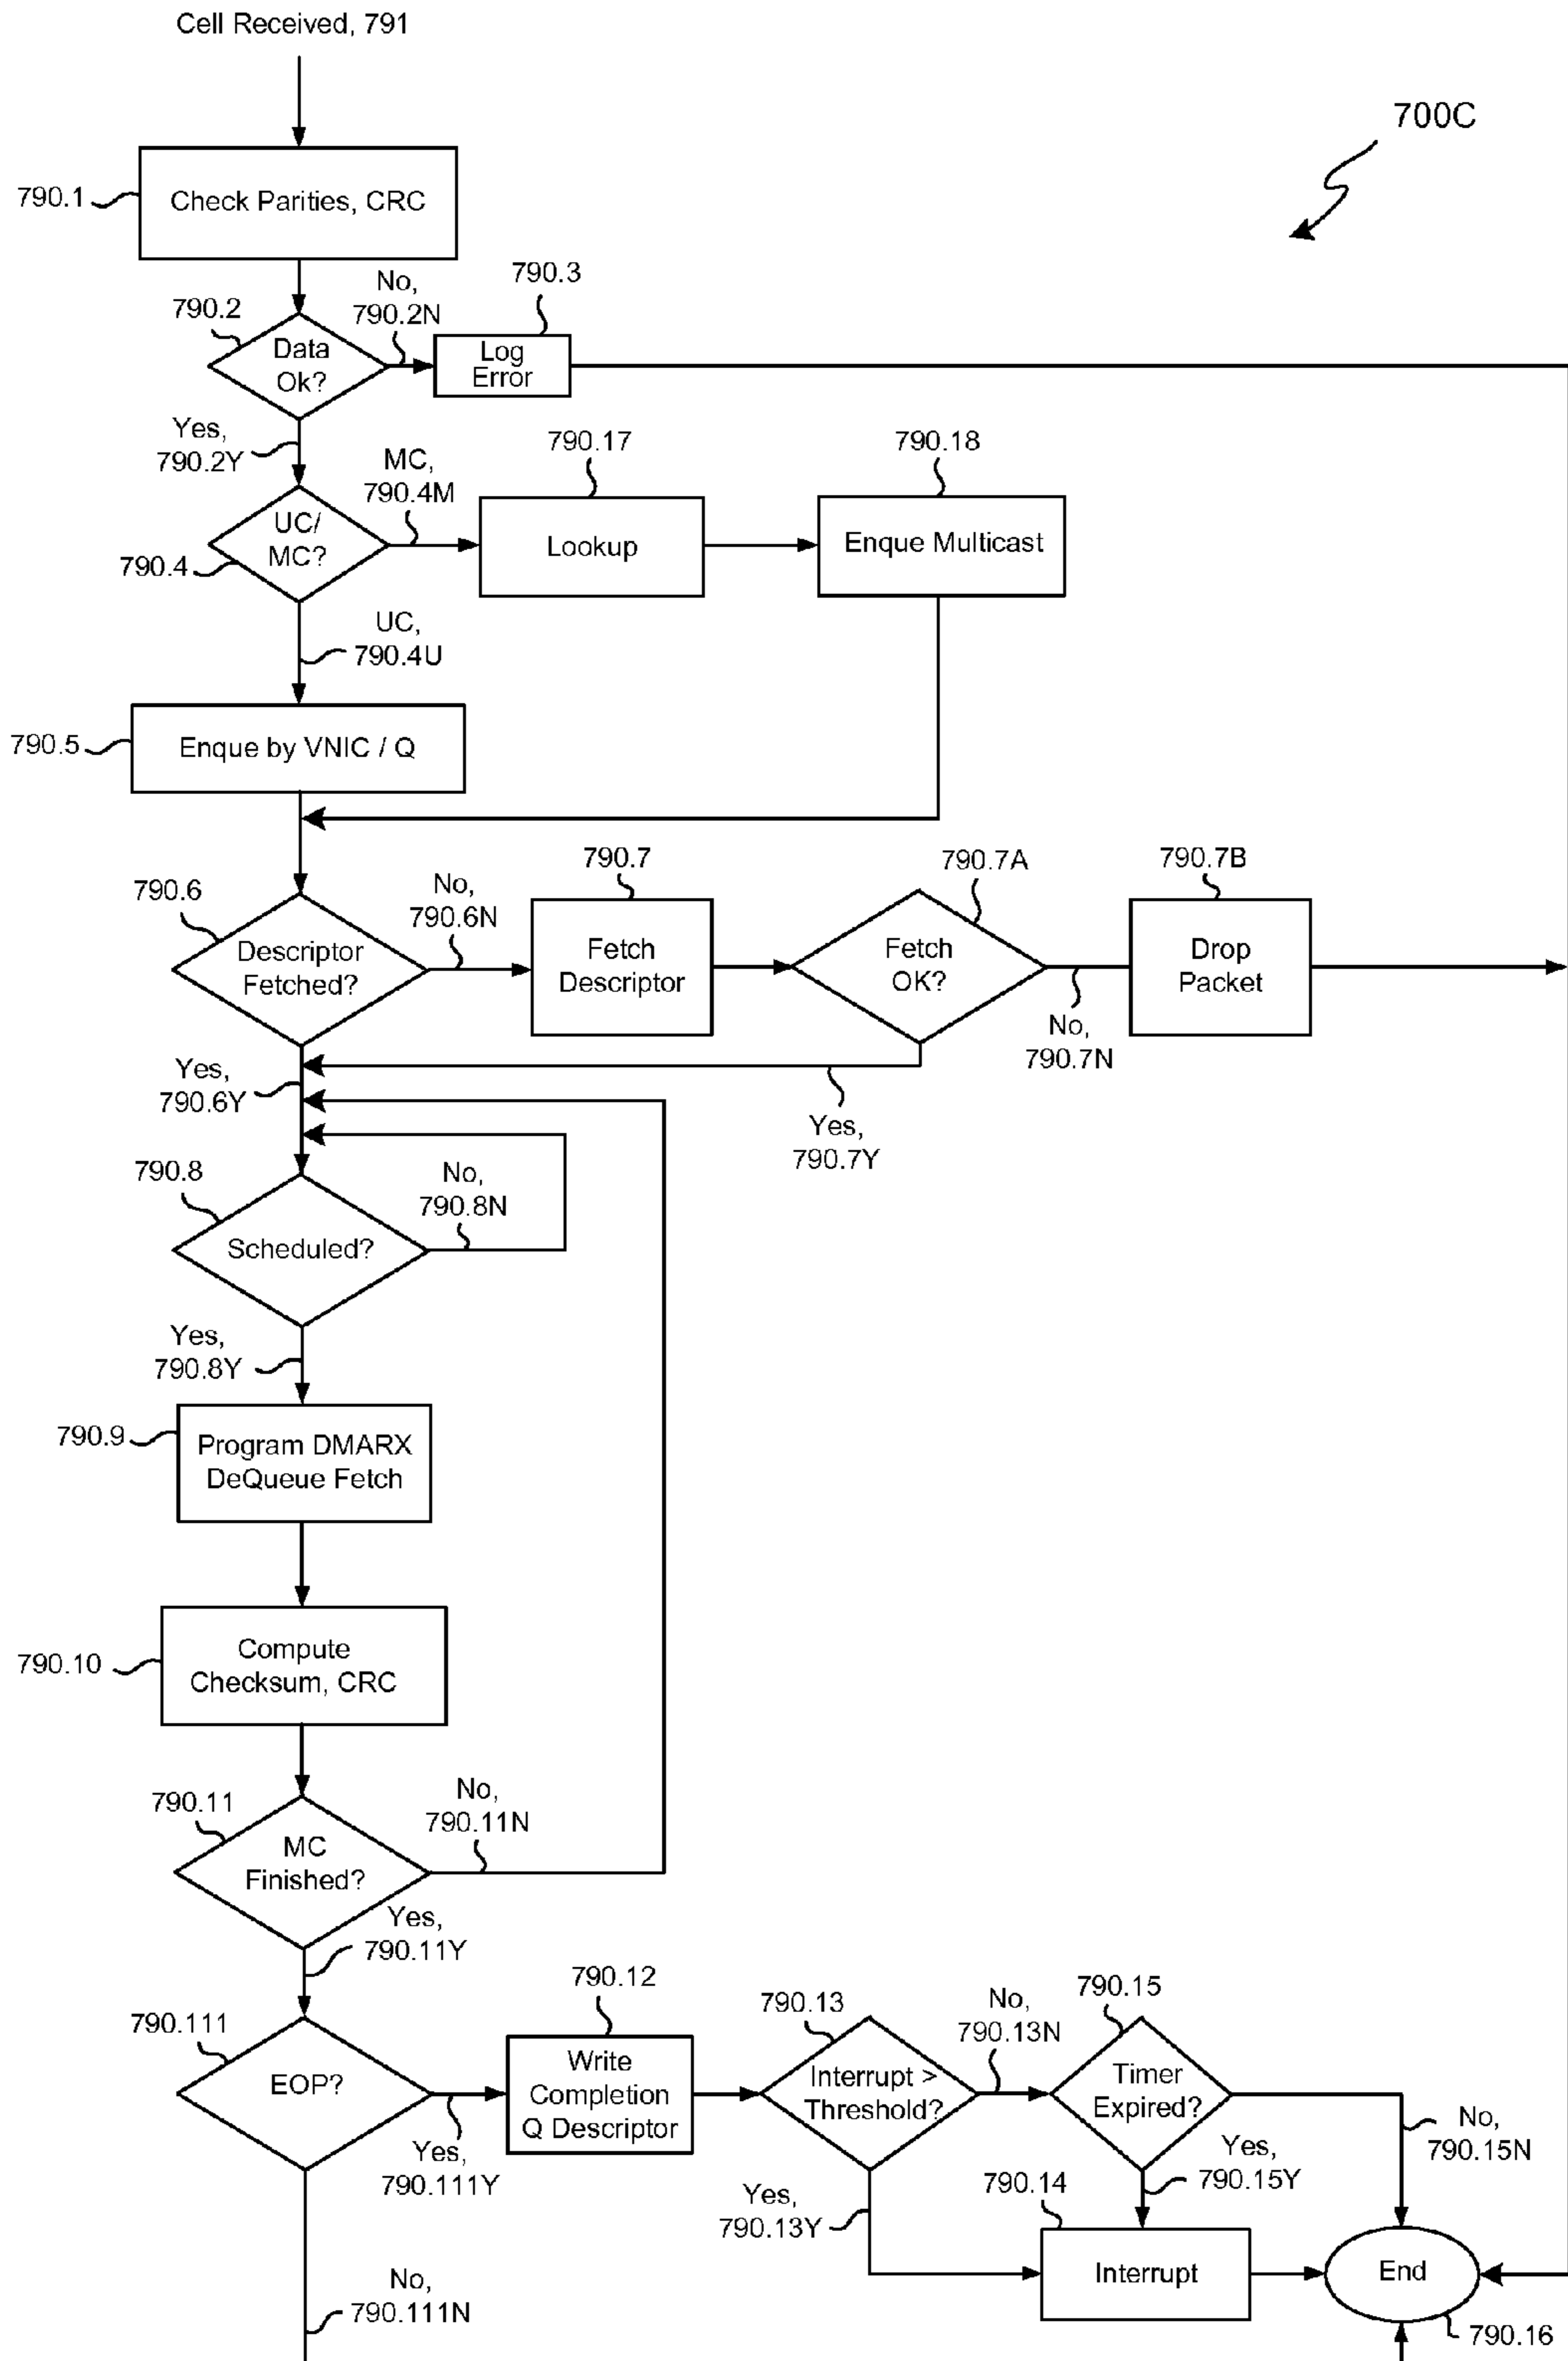 Cell Received, 791
700C
790.1
Check Parities, CRC
790.2
No,
790.2N
790.3
Data
Ok?
Log
Error
Yes,
790.2Y
MC,
790.4M
790.17
790.18
790.4
UC/
MC?
Lookup
Enque Multicast
UC,
790.4U
790.5
Enque by VNIC / Q
790.6
No,
790.6N
790.7
790.7A
790.7B
Descriptor
Fetched?
Fetch
Descriptor
Fetch
OK?
Drop
Packet
No,
790.7N
Yes,
790.6Y
Yes,
790.7Y
790.8
No,
790.8N
Scheduled?
Yes,
790.8Y
790.9
Program DMARX
DeQueue Fetch
790.10
Compute
Checksum, CRC
790.11
No,
790.11N
MC
Finished?
Yes,
790.11Y
790.111
790.12
790.13
No,
790.13N
790.15
EOP?
Write
Completion
Q Descriptor
Interrupt >
Threshold?
Timer
Expired?
Yes,
790.111Y
No,
790.15N
Yes,
790.13Y
790.14
Yes,
790.15Y
Interrupt
End
No,
790.111N
790.16